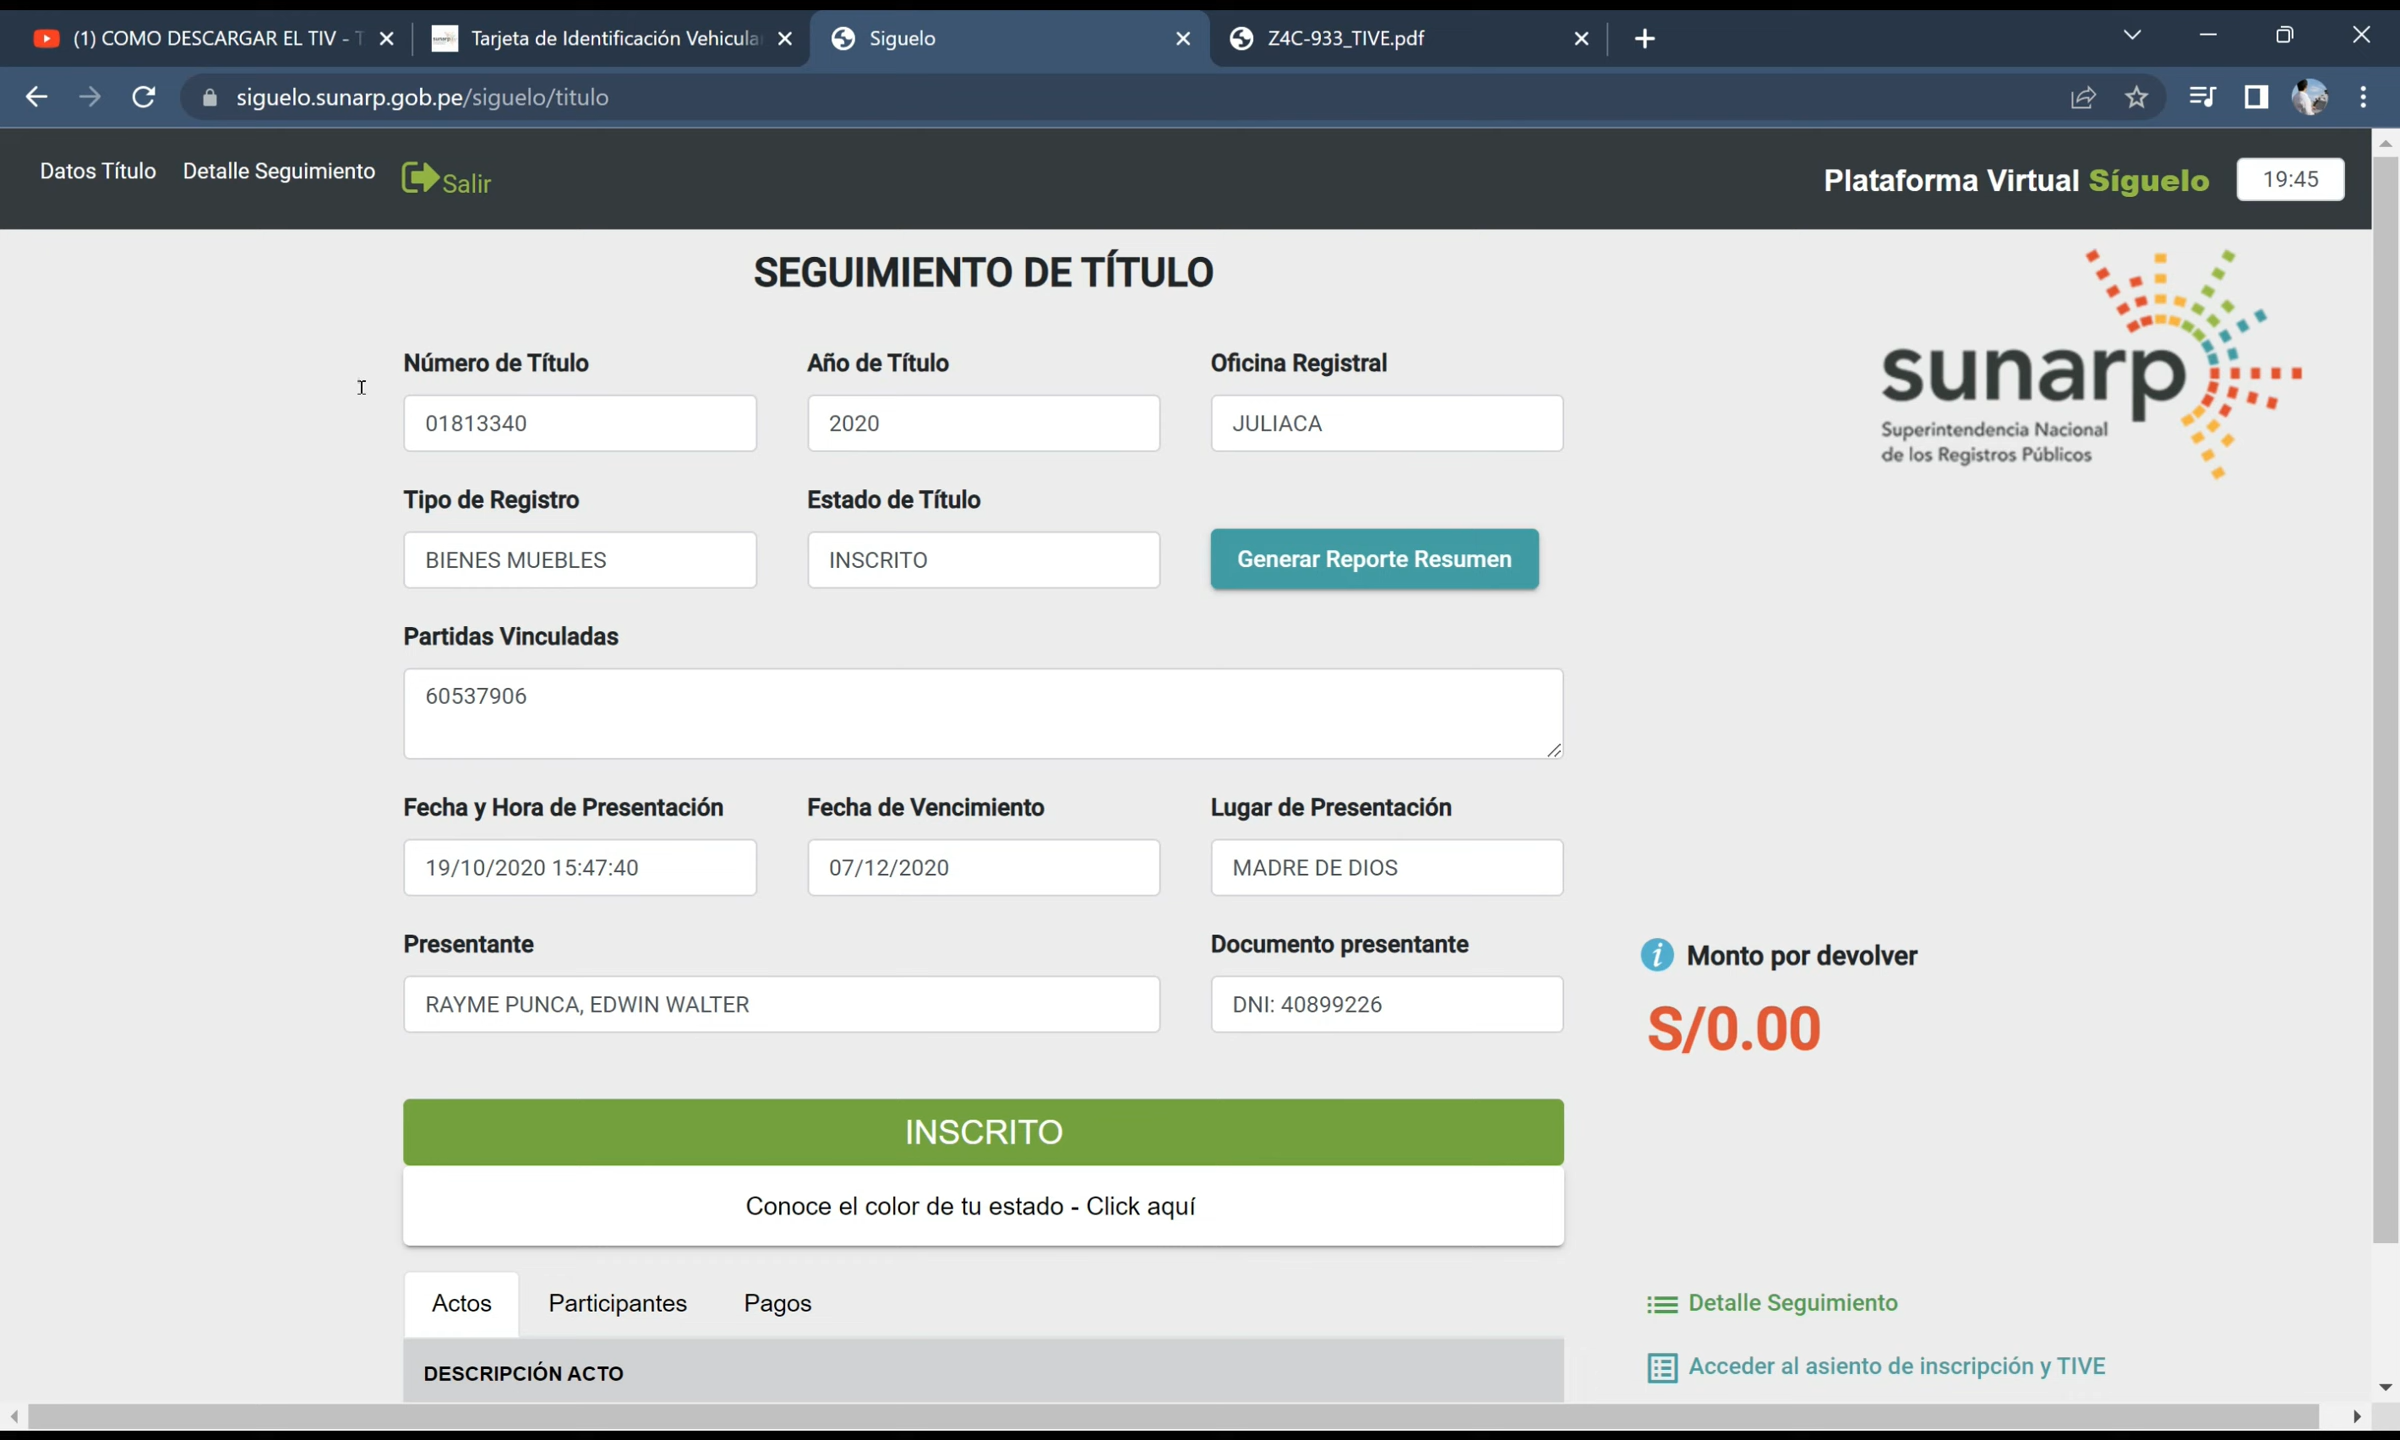 (1) COMO DESCARGAR EL TIV -
Tarjeta de Identificación Vehicula
Siguelo
Z4C-933_TIVE.pdf
siguelo.sunarp.gob.pe/siguelo/titulo
Datos Título
Detalle Seguimiento
Salir
Plataforma Virtual Síguelo
19:45
SEGUIMIENTO DE TÍTULO
sunarp
Superintendencia Nacional
de los Registros Públicos
Número de Título
Año de Título
Oficina Registral
01813340
2020
JULIACA
Tipo de Registro
Estado de Título
BIENES MUEBLES
INSCRITO
Generar Reporte Resumen
Partidas Vinculadas
60537906
Fecha y Hora de Presentación
Fecha de Vencimiento
Lugar de Presentación
19/10/2020 15:47:40
07/12/2020
MADRE DE DIOS
Presentante
Documento presentante
RAYME PUNCA, EDWIN WALTER
DNI: 40899226
Monto por devolver
S/0.00
INSCRITO
Conoce el color de tu estado - Click aquí
Actos
Participantes
Pagos
DESCRIPCIÓN ACTO
Detalle Seguimiento
Acceder al asiento de inscripción y TIVE